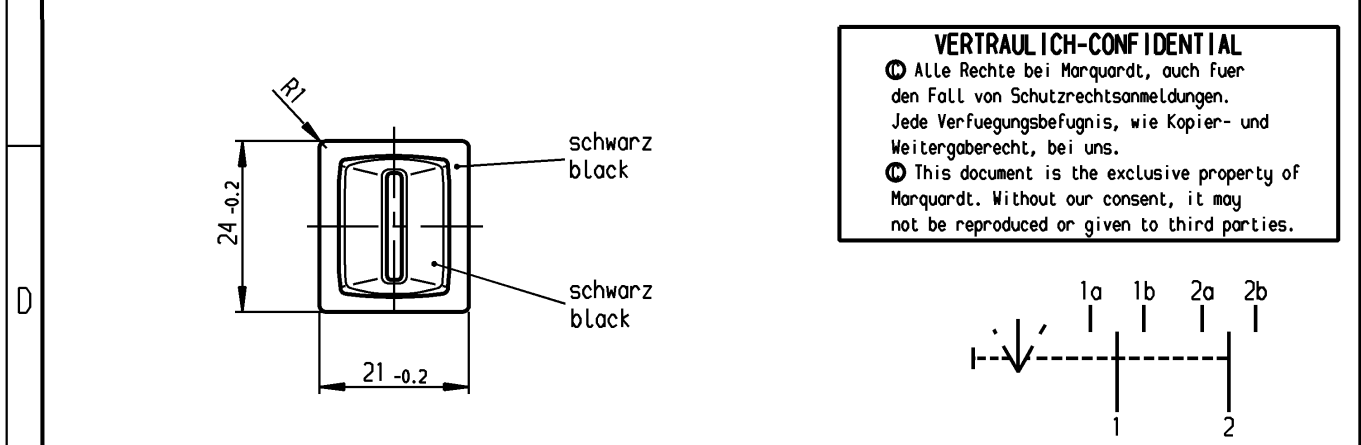 R1
24 -0.2
21 -0.2
schwarz
black
schwarz
black
D
VERTRAULICH-CONFIDENTIAL
© Alle Rechte bei Marquardt, auch fuer
den Fall von Schutzrechtsanmeldungen.
Jede Verfuegungsbefugnis, wie Kopier- und
Weitergaberecht, bei uns.
© This document is the exclusive property of
Marquardt. Without our consent, it may
not be reproduced or given to third parties.
1a 1b 2a 2b
1 2